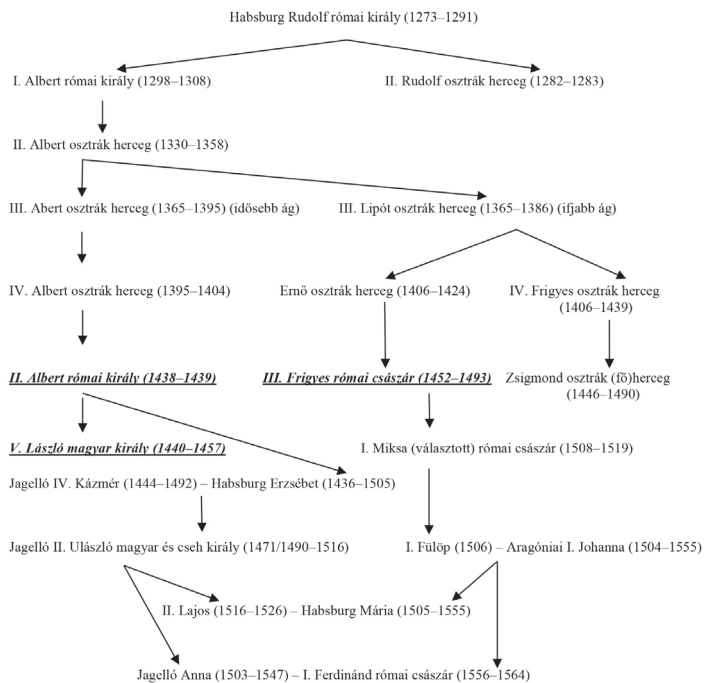 Habsburg Rudolf római király (1273–1291)
I. Albert római király (1298–1308)
II. Rudolf osztrák herceg (1282–1283)
II. Albert osztrák herceg (1330–1358)
III. Abert osztrák herceg (1365–1395) (idősebb ág)
III. Lipót osztrák herceg (1365–1386) (ifjabb ág)
IV. Albert osztrák herceg (1395–1404)
Ernő osztrák herceg (1406–1424)
IV. Frigyes osztrák herceg
(1406–1439)
II. Albert római király (1438–1439)
III. Frigyes római császár (1452–1493)
Zsigmond osztrák (fő)herceg
(1446–1490)
V. László magyar király (1440–1457)
I. Miksa (választott) római császár (1508–1519)
Jagelló IV. Kázmér (1444–1492) – Habsburg Erzsébet (1436–1505)
Jagelló II. Ulászló magyar és cseh király (1471/1490–1516)
I. Fülöp (1506) – Aragóniai I. Johanna (1504–1555)
II. Lajos (1516–1526) – Habsburg Mária (1505–1555)
Jagelló Anna (1503–1547) – I. Ferdinánd római császár (1556–1564)